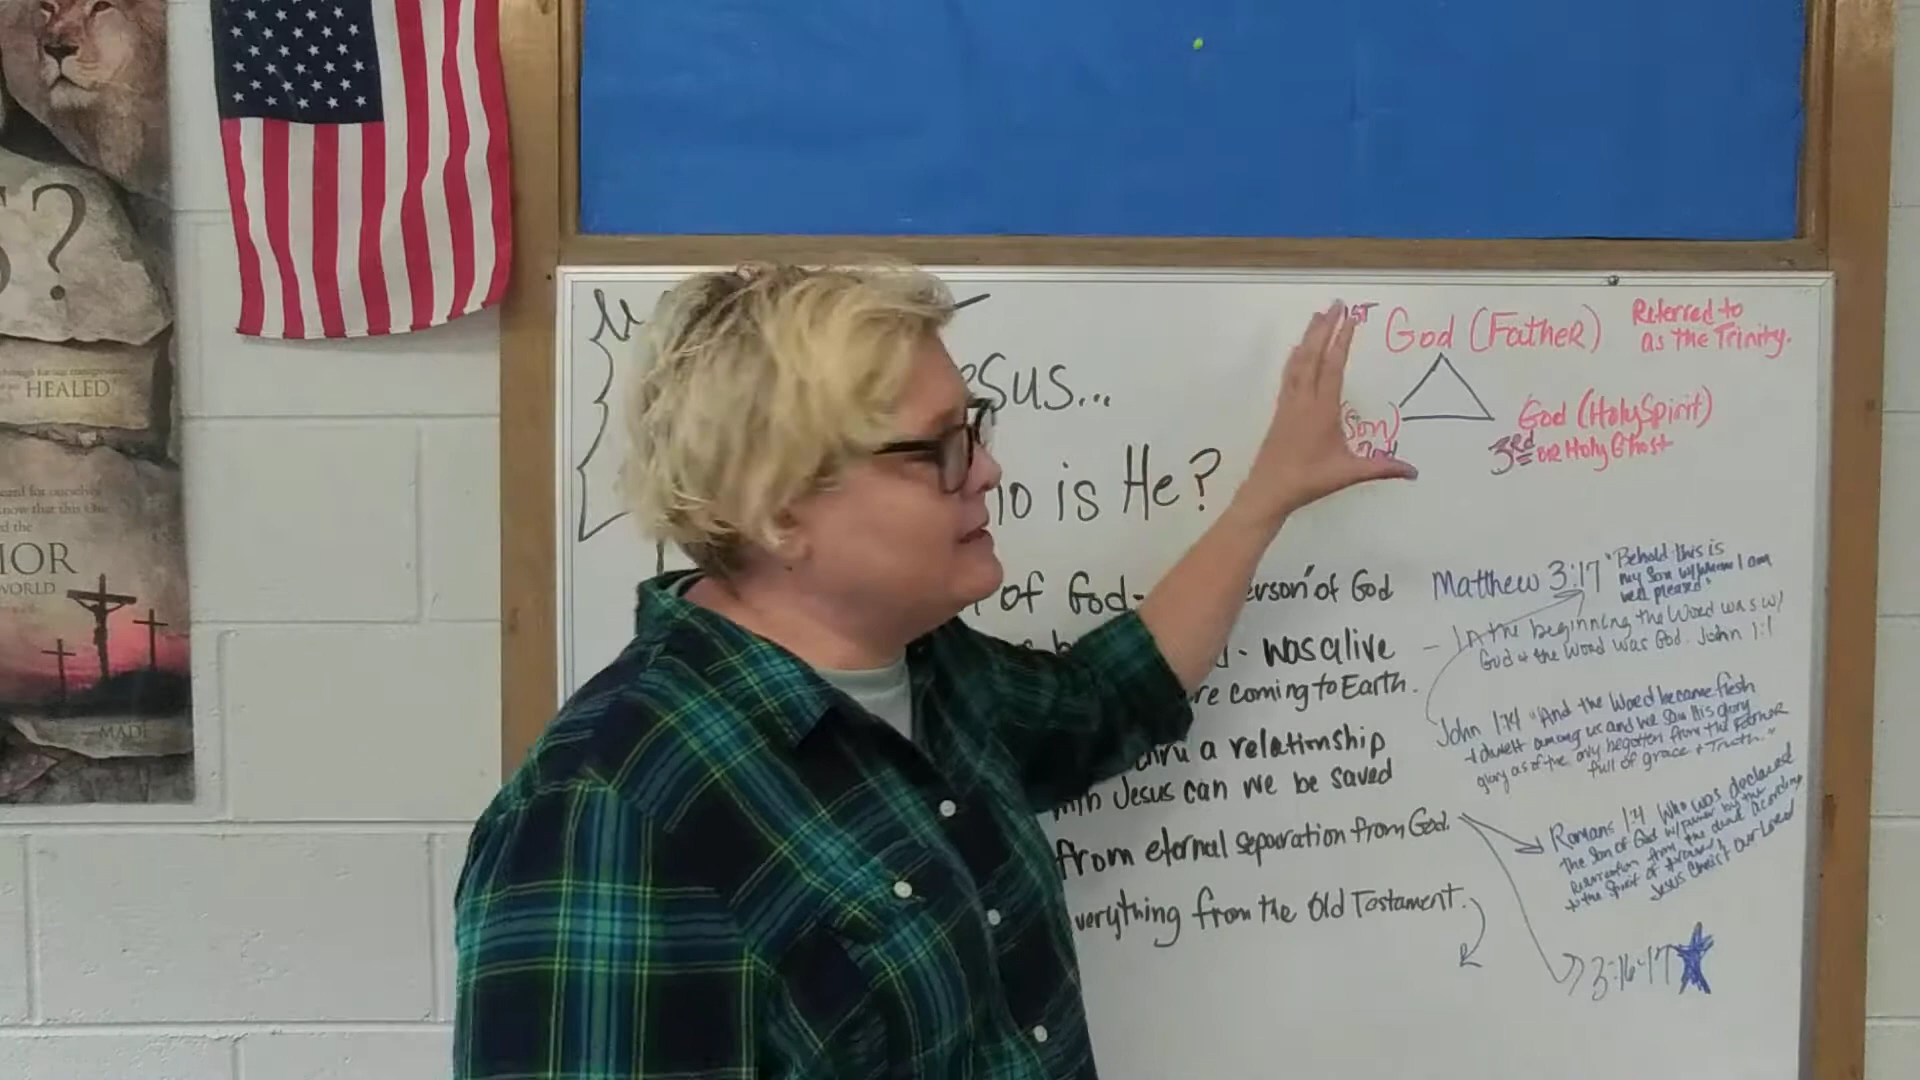 S?
HEALED
know that this
d the
IOR
WORLD
MADE
esus...
is He?
1ST God (Father)
Referred to
as the Trinity.
(Son)
God (Holy Spirit)
3rd or Holy Ghost
of God- erson" of God
- was alive
re coming to Earth.
thru a relationship
with Jesus can we be saved
from eternal separation from God.
verything from the Old Testament.
Matthew 3:17 "Behold this is
my Son w/whom I am
well pleased"
- In the beginning the Word was w/
God + the Word was God. John 1:1
John 1:14 "And the Word became flesh
+ dwelt among us and we saw His glory
glory as of the only begotten from the Father
full of grace + Truth."
Romans 1:4 Who was declared
the Son of God w/power by the
resurrection from the dead according
to the Spirit of
Jesus Christ our Lord
3:16-17